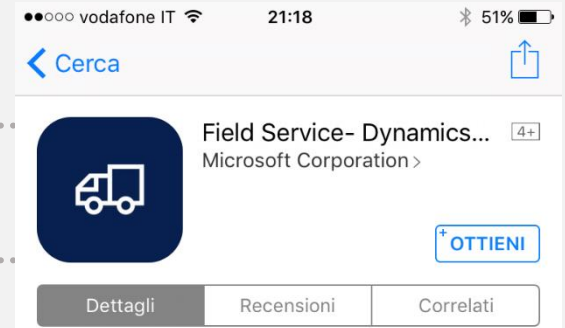 vodafone IT 21:18 51%
Cerca
Field Service- Dynamics... 4+
Microsoft Corporation >
+ OTTIENI
Dettagli Recensioni Correlati